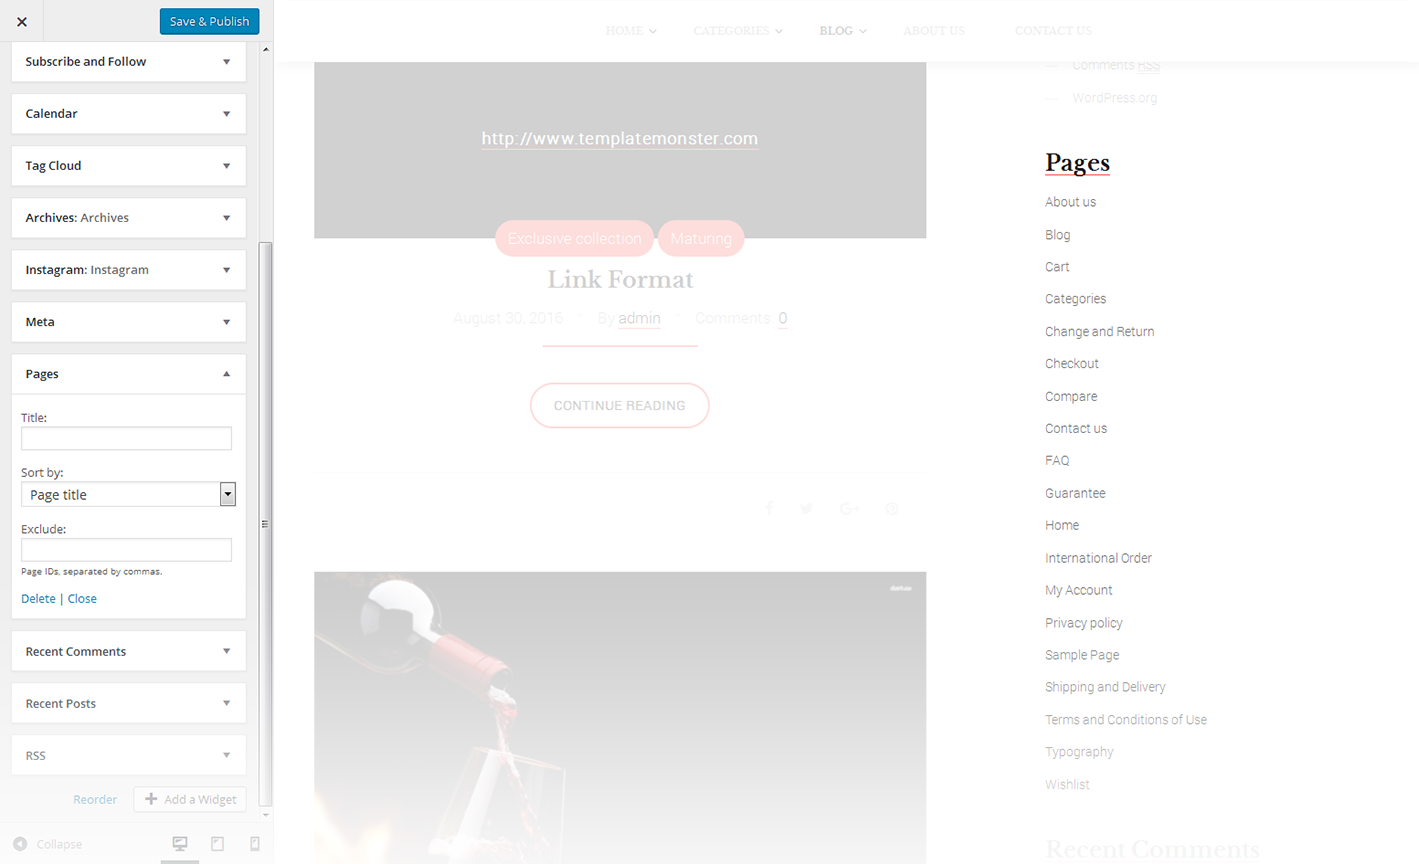 Save & Publish
Subscribe and Follow
Calendar
Tag Cloud
Archives: Archives
Instagram: Instagram
Meta
Pages
Title:
Sort by:
Page title
Exclude:
Page IDs, separated by commas.
Delete | Close
Recent Comments
Recent Posts
RSS
Reorder
Add a Widget
Collapse
HOME CATEGORIES BLOG ABOUT US CONTACT US
http://www.templatemonster.com
Exclusive collection Maturing
Link Format
August 30, 2016 By admin Comments 0
CONTINUE READING
Comments RSS
WordPress.org
Pages
About us
Blog
Cart
Categories
Change and Return
Checkout
Compare
Contact us
FAQ
Guarantee
Home
International Order
My Account
Privacy policy
Sample Page
Shipping and Delivery
Terms and Conditions of Use
Typography
Wishlist
Recent Comments